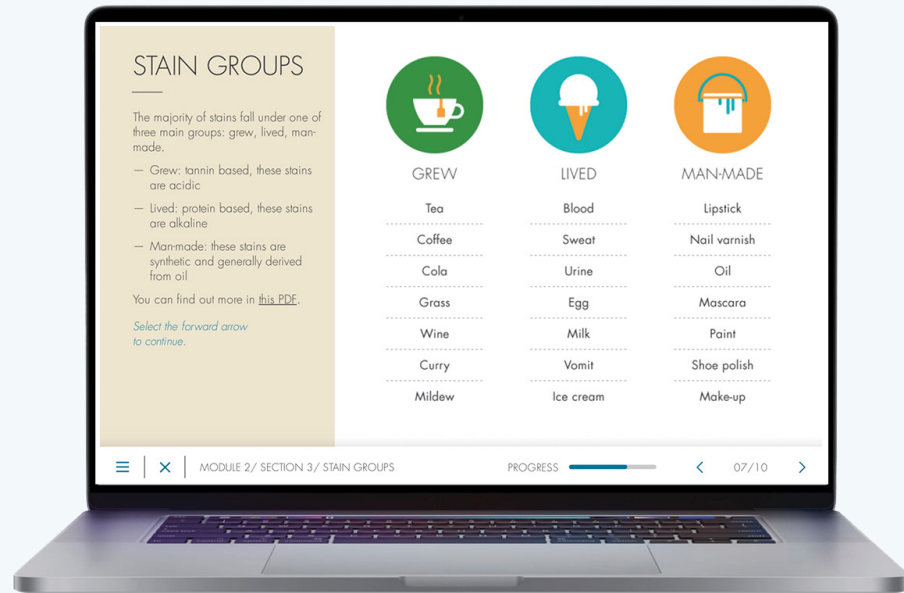 STAIN GROUPS
The majority of stains fall under one of
three main groups: grew, lived, man-
made.
— Grew: tannin based, these stains
are acidic
— Lived: protein based, these stains
are alkaline
— Man-made: these stains are
synthetic and generally derived
from oil
You can find out more in this PDF.
Select the forward arrow
to continue.
GREW
Tea
Coffee
Cola
Grass
Wine
Curry
Mildew
LIVED
Blood
Sweat
Urine
Egg
Milk
Vomit
Ice cream
MAN-MADE
Lipstick
Nail varnish
Oil
Mascara
Paint
Shoe polish
Make-up
MODULE 2/ SECTION 3/ STAIN GROUPS
PROGRESS
07/10